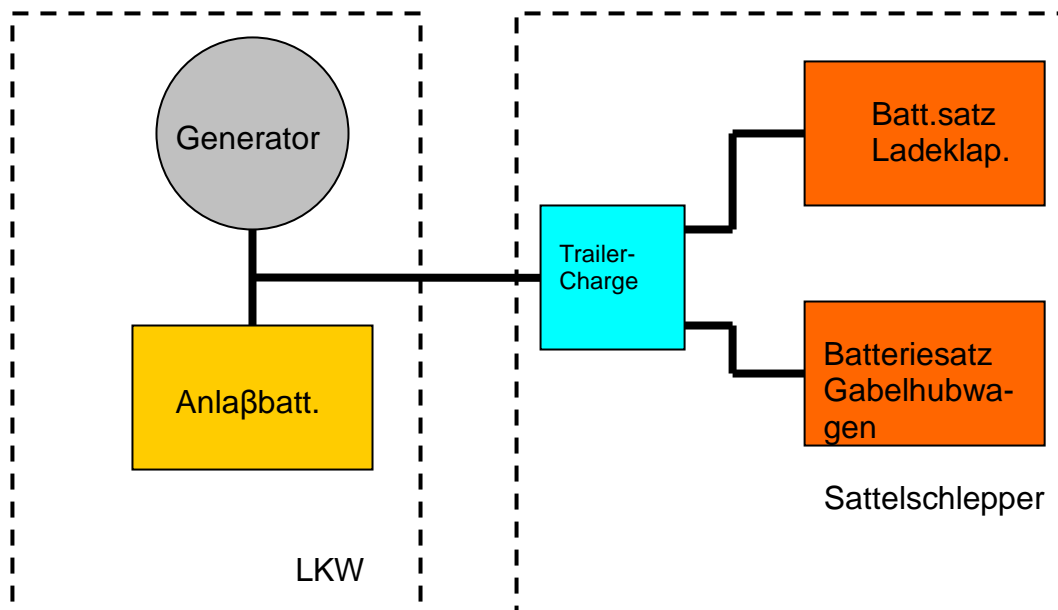 Generator
Anlaβbatt.
LKW
Trailer-
Charge
Batt.satz
Ladeklap.
Batteriesatz
Gabelhubwa-
gen
Sattelschlepper